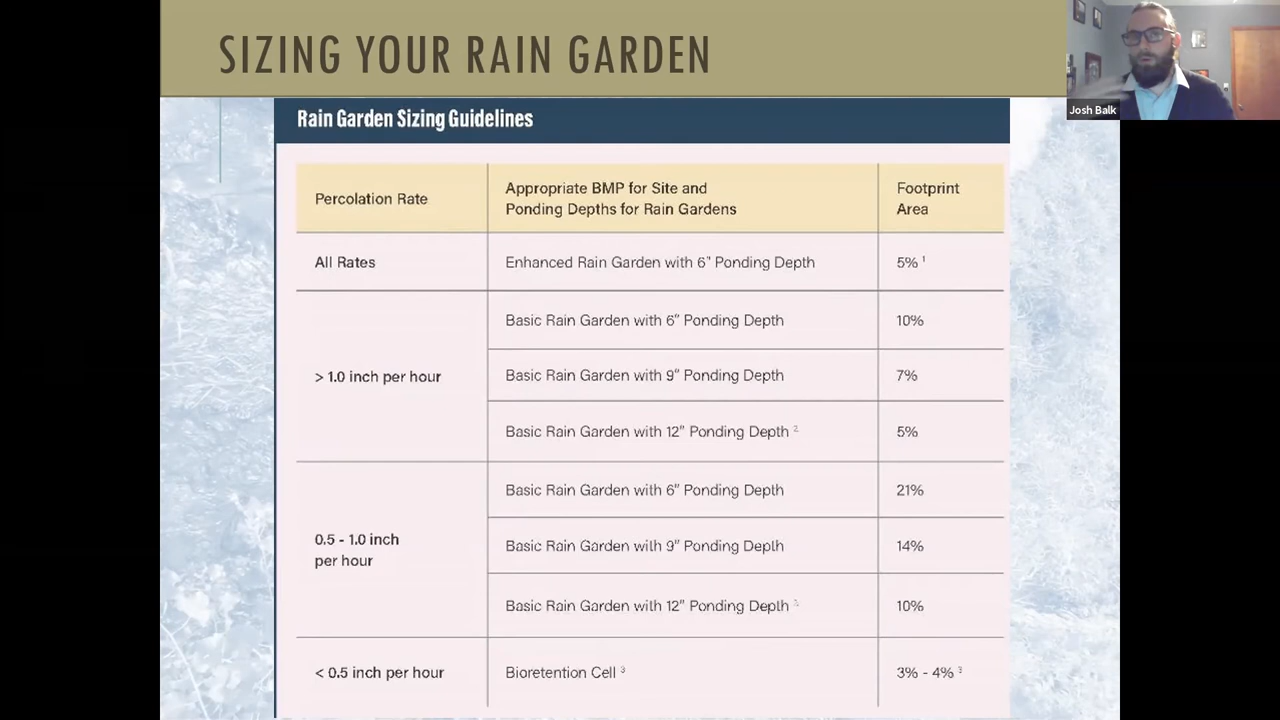 SIZING YOUR RAIN GARDEN
Josh Balk
Rain Garden Sizing Guidelines
Percolation Rate
Appropriate BMP for Site and
Ponding Depths for Rain Gardens
Footprint
Area
All Rates
Enhanced Rain Garden with 6" Ponding Depth
5% ¹
> 1.0 inch per hour
Basic Rain Garden with 6" Ponding Depth
10%
Basic Rain Garden with 9" Ponding Depth
7%
Basic Rain Garden with 12" Ponding Depth ²
5%
0.5 - 1.0 inch
per hour
Basic Rain Garden with 6" Ponding Depth
21%
Basic Rain Garden with 9" Ponding Depth
14%
Basic Rain Garden with 12" Ponding Depth
10%
< 0.5 inch per hour
Bioretention Cell ³
3% - 4% ³